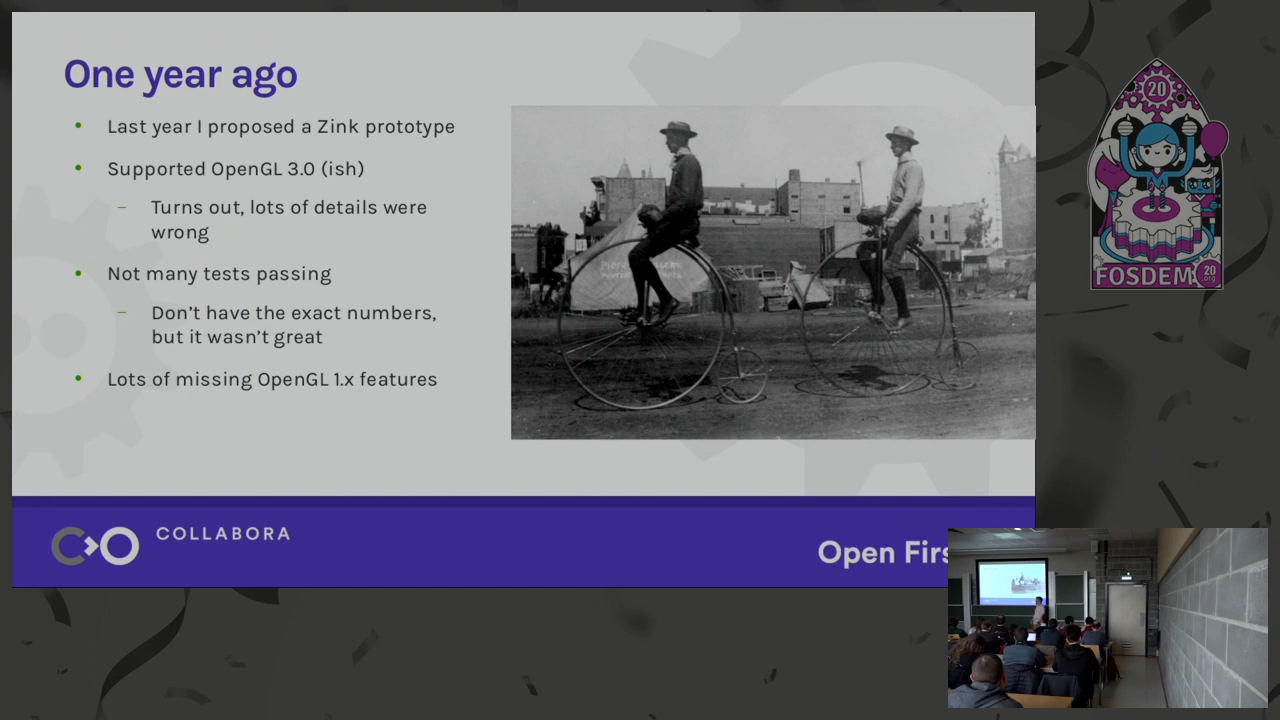 One year ago
Last year I proposed a Zink prototype
Supported OpenGL 3.0 (ish)
Turns out, lots of details were
wrong
Not many tests passing
Don't have the exact numbers,
but it wasn't great
Lots of missing OpenGL 1.x features
COLLABORA
Open Firs
20
FOSDEM
20
.org